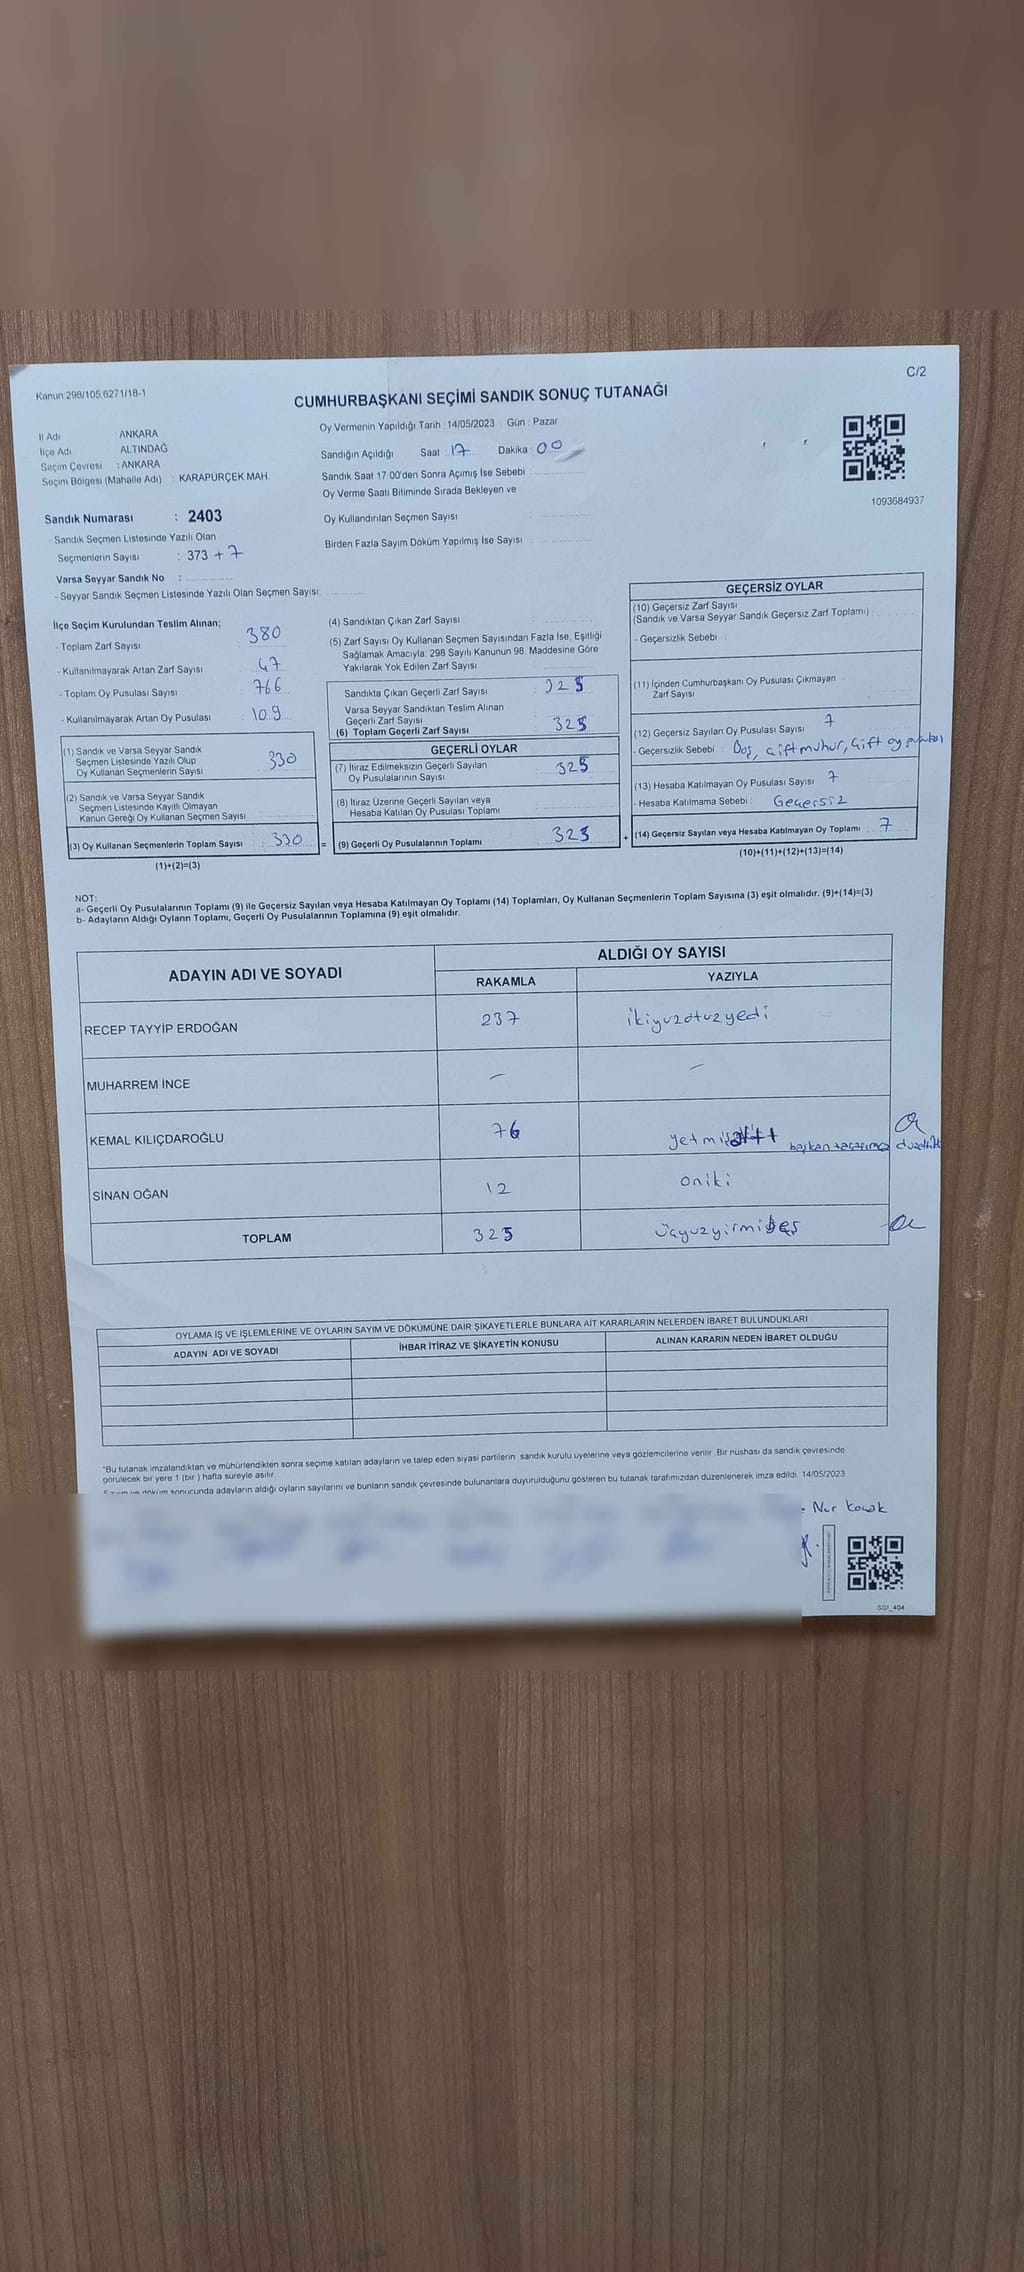 Kanun:298/105,6271/18-1
C/2
CUMHURBAŞKANI SEÇİMİ SANDIK SONUÇ TUTANAĞI
İl Adı ANKARA
İlçe Adı ALTINDAĞ
Seçim Çevresi : ANKARA
Seçim Bölgesi (Mahalle Adı) : KARAPÜRÇEK MAH.
Oy Vermenin Yapıldığı Tarih : 14/05/2023 Gün : Pazar
Sandığın Açıldığı Saat : 17 Dakika : 00
Sandık Saat 17:00'den Sonra Açımış İse Sebebi :
Oy Verme Saati Bitiminde Sırada Bekleyen ve
Oy Kullandırılan Seçmen Sayısı
Birden Fazla Sayım Döküm Yapılmış İse Sayısı :
1093684937
Sandık Numarası : 2403
- Sandık Seçmen Listesinde Yazılı Olan
Seçmenlerin Sayısı : 373 + 7
Varsa Seyyar Sandık No :
- Seyyar Sandık Seçmen Listesinde Yazılı Olan Seçmen Sayısı:
İlçe Seçim Kurulundan Teslim Alınan;
- Toplam Zarf Sayısı 380
- Kullanılmayarak Artan Zarf Sayısı 47
- Toplam Oy Pusulası Sayısı 766
- Kullanılmayarak Artan Oy Pusulası 109
(1) Sandık ve Varsa Seyyar Sandık
Seçmen Listesinde Yazılı Olup
Oy Kullanan Seçmenlerin Sayısı 330
(2) Sandık ve Varsa Seyyar Sandık
Seçmen Listesinde Kayıtlı Olmayan
Kanun Gereği Oy Kullanan Seçmen Sayısı
(3) Oy Kullanan Seçmenlerin Toplam Sayısı : 330 =
(1)+(2)=(3)
(4) Sandıktan Çıkan Zarf Sayısı
(5) Zarf Sayısı Oy Kullanan Seçmen Sayısından Fazla İse, Eşitliği
Sağlamak Amacıyla, 298 Sayılı Kanunun 98. Maddesine Göre
Yakılarak Yok Edilen Zarf Sayısı
Sandıkta Çıkan Geçerli Zarf Sayısı 325
Varsa Seyyar Sandıktan Teslim Alınan
Geçerli Zarf Sayısı
(6) Toplam Geçerli Zarf Sayısı 325
GEÇERLİ OYLAR
(7) İtiraz Edilmeksizin Geçerli Sayılan
Oy Pusulalarının Sayısı 325
(8) İtiraz Üzerine Geçerli Sayılan veya
Hesaba Katılan Oy Pusulası Toplamı
(9) Geçerli Oy Pusulalarının Toplamı 325 +
GEÇERSİZ OYLAR
(10) Geçersiz Zarf Sayısı
(Sandık ve Varsa Seyyar Sandık Geçersiz Zarf Toplamı) :
- Geçersizlik Sebebi :
(11) İçinden Cumhurbaşkanı Oy Pusulası Çıkmayan
Zarf Sayısı
(12) Geçersiz Sayılan Oy Pusulası Sayısı 7
- Geçersizlik Sebebi : Boş, çift mühür, çift oy pusulası
(13) Hesaba Katılmayan Oy Pusulası Sayısı 7
- Hesaba Katılmama Sebebi : Geçersiz
(14) Geçersiz Sayılan veya Hesaba Katılmayan Oy Toplamı : 7
(10)+(11)+(12)+(13)=(14)
NOT:
a- Geçerli Oy Pusulalarının Toplamı (9) ile Geçersiz Sayılan veya Hesaba Katılmayan Oy Toplamı (14) Toplamları, Oy Kullanan Seçmenlerin Toplam Sayısına (3) eşit olmalıdır. (9)+(14)=(3)
b- Adayların Aldığı Oyların Toplamı, Geçerli Oy Pusulalarının Toplamına (9) eşit olmalıdır.
ADAYIN ADI VE SOYADI ALDIĞI OY SAYISI
RAKAMLA YAZIYLA
RECEP TAYYİP ERDOĞAN 237 ikiyuzotuzyedi
MUHARREM İNCE - -
KEMAL KILIÇDAROĞLU 76 yetmişaltı başkan tarafımca düzeltildi
SİNAN OĞAN 12 oniki
TOPLAM 325 üçyuzyirmibeş
OYLAMA İŞ VE İŞLEMLERİNE VE OYLARIN SAYIM VE DÖKÜMÜNE DAİR ŞİKAYETLERLE BUNLARA AİT KARARLARIN NELERDEN İBARET BULUNDUKLARI
ADAYIN ADI VE SOYADI İHBAR İTİRAZ VE ŞİKAYETİN KONUSU ALINAN KARARIN NEDEN İBARET OLDUĞU
*Bu tutanak imzalandıktan ve mühürlendikten sonra seçime katılan adayların ve talep eden siyasi partilerin sandık kurulu üyelerine veya gözlemcilerine verilir. Bir nüshası da sandık çevresinde
görülecek bir yere 1 (bir) hafta süreyle asılır.
Sayım ve döküm sonucunda adayların aldığı oyların sayılarını ve bunların sandık çevresinde bulunanlara duyurulduğunu gösteren bu tutanak tarafımızdan düzenlenerek imza edildi. 14/05/2023
Nur Konak
SSI_404